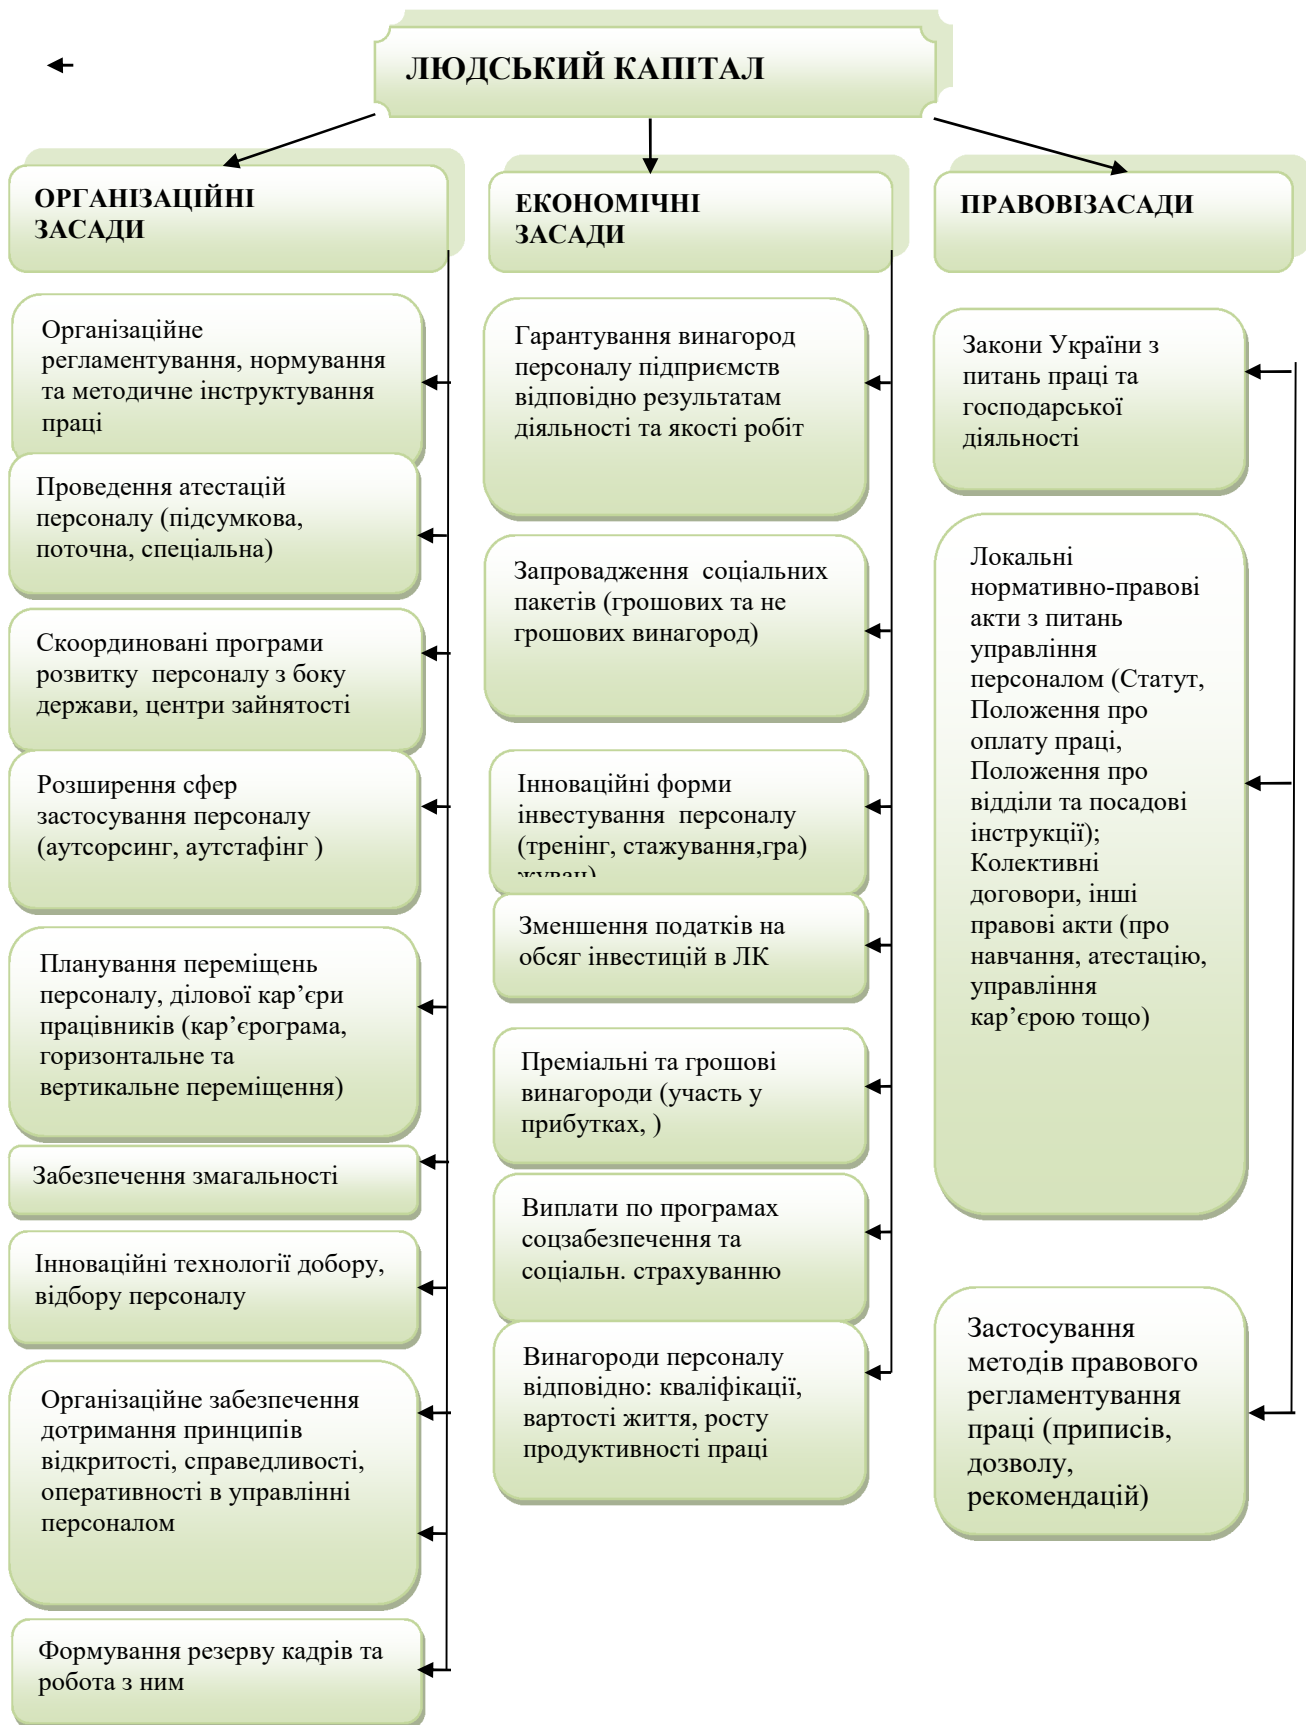 ЛЮДСЬКИЙ КАПІТАЛ
ОРГАНІЗАЦІЙНІ
ЗАСАДИ
Організаційне
регламентування, нормування
та методичне інструктування
праці
Проведення атестацій
персоналу (підсумкова,
поточна, спеціальна)
Скоординовані програми
розвитку персоналу з боку
держави, центри зайнятості
Розширення сфер
застосування персоналу
(аутсорсинг, аутстафінг )
Планування переміщень
персоналу, ділової кар’єри
працівників (кар’єрограма,
горизонтальне та
вертикальне переміщення)
Забезпечення змагальності
Інноваційні технології добору,
відбору персоналу
Організаційне забезпечення
дотримання принципів
відкритості, справедливості,
оперативності в управлінні
персоналом
Формування резерву кадрів та
робота з ним
ЕКОНОМІЧНІ
ЗАСАДИ
Гарантування винагород
персоналу підприємств
відповідно результатам
діяльності та якості робіт
Запровадження соціальних
пакетів (грошових та не
грошових винагород)
Інноваційні форми
інвестування персоналу
(тренінг, стажування,гра)
жуван)
Зменшення податків на
обсяг інвестицій в ЛК
Преміальні та грошові
винагороди (участь у
прибутках, )
Виплати по програмах
соцзабезпечення та
соціальн. страхуванню
Винагороди персоналу
відповідно: кваліфікації,
вартості життя, росту
продуктивності праці
ПРАВОВІЗАСАДИ
Закони України з
питань праці та
господарської
діяльності
Локальні
нормативно-правові
акти з питань
управління
персоналом (Статут,
Положення про
оплату праці,
Положення про
відділи та посадові
інструкції);
Колективні
договори, інші
правові акти (про
навчання, атестацію,
управління
кар’єрою тощо)
Застосування
методів правового
регламентування
праці (приписів,
дозволу,
рекомендацій)